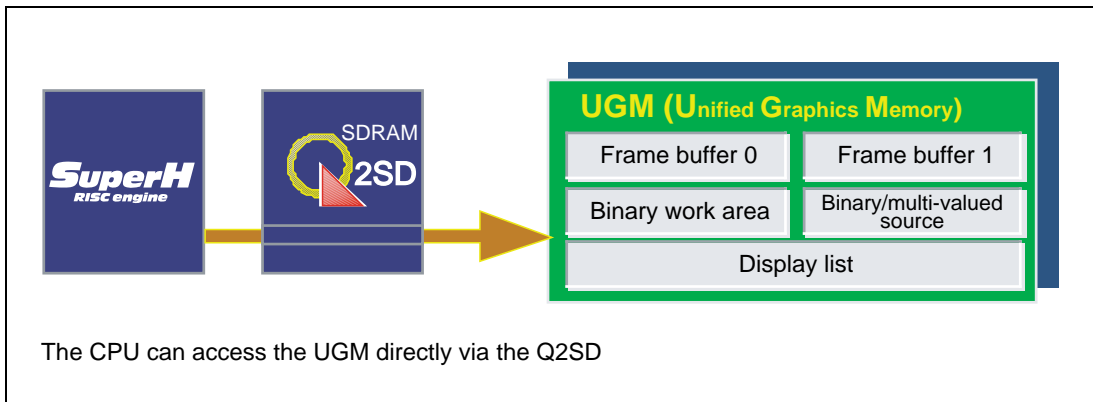 UGM (Unified Graphics Memory)
SDRAM
Q2SD
SuperH
RISC engine
Frame buffer 0
Frame buffer 1
Binary work area
Binary/multi-valued
source
Display list
The CPU can access the UGM directly via the Q2SD